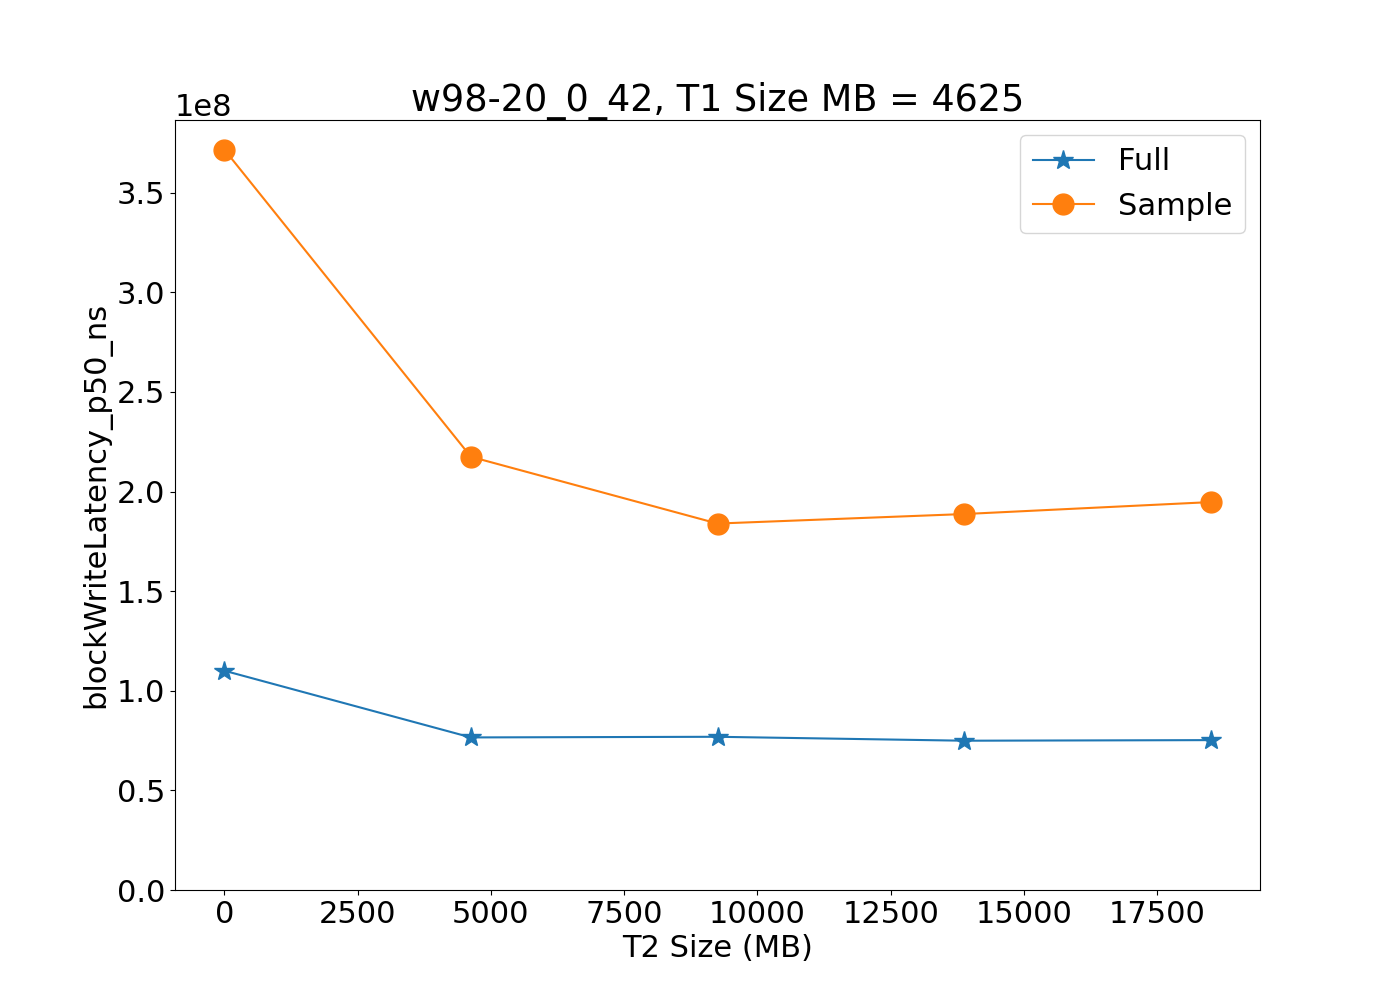 w98-20_0_42, T1 Size MB = 4625
1e8
Full
Sample
3.5
3.0
2.5
2.0
1.5
1.0
0.5
0.0
blockWriteLatency_p50_ns
0 2500 5000 7500 10000 12500 15000 17500
T2 Size (MB)